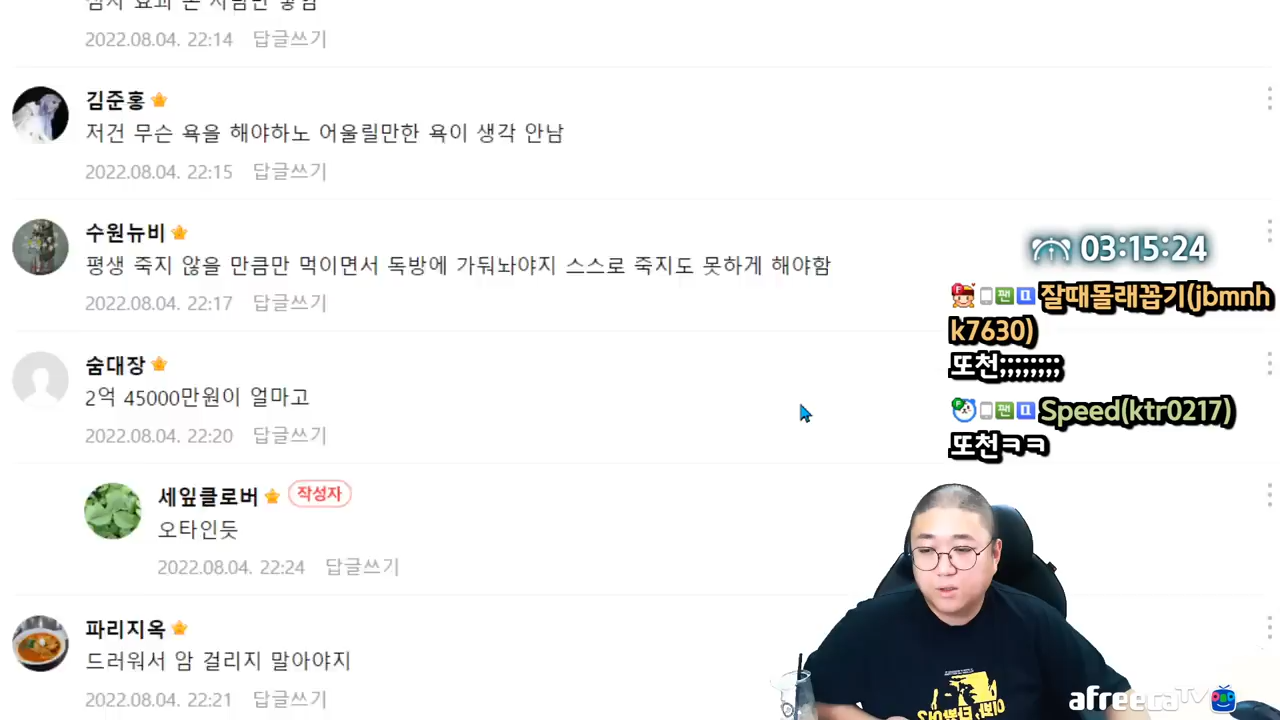 2022.08.04. 22:14 답글쓰기
김준홍
저건 무슨 욕을 해야하노 어울릴만한 욕이 생각 안남
2022.08.04. 22:15 답글쓰기
수원뉴비
평생 죽지 않을 만큼만 먹이면서 독방에 가둬놔야지 스스로 죽지도 못하게 해야함
2022.08.04. 22:17 답글쓰기
숨대장
2억 45000만원이 얼마고
2022.08.04. 22:20 답글쓰기
세잎클로버 작성자
오타인듯
2022.08.04. 22:24 답글쓰기
파리지옥
드러워서 암 걸리지 말아야지
2022.08.04. 22:21 답글쓰기
03:15:24
팬 잘때몰래꼽기(jbmnh
k7630)
또천;;;;;;;;
팬 Speed(ktr0217)
또천ㅋㅋ
afreecaTV